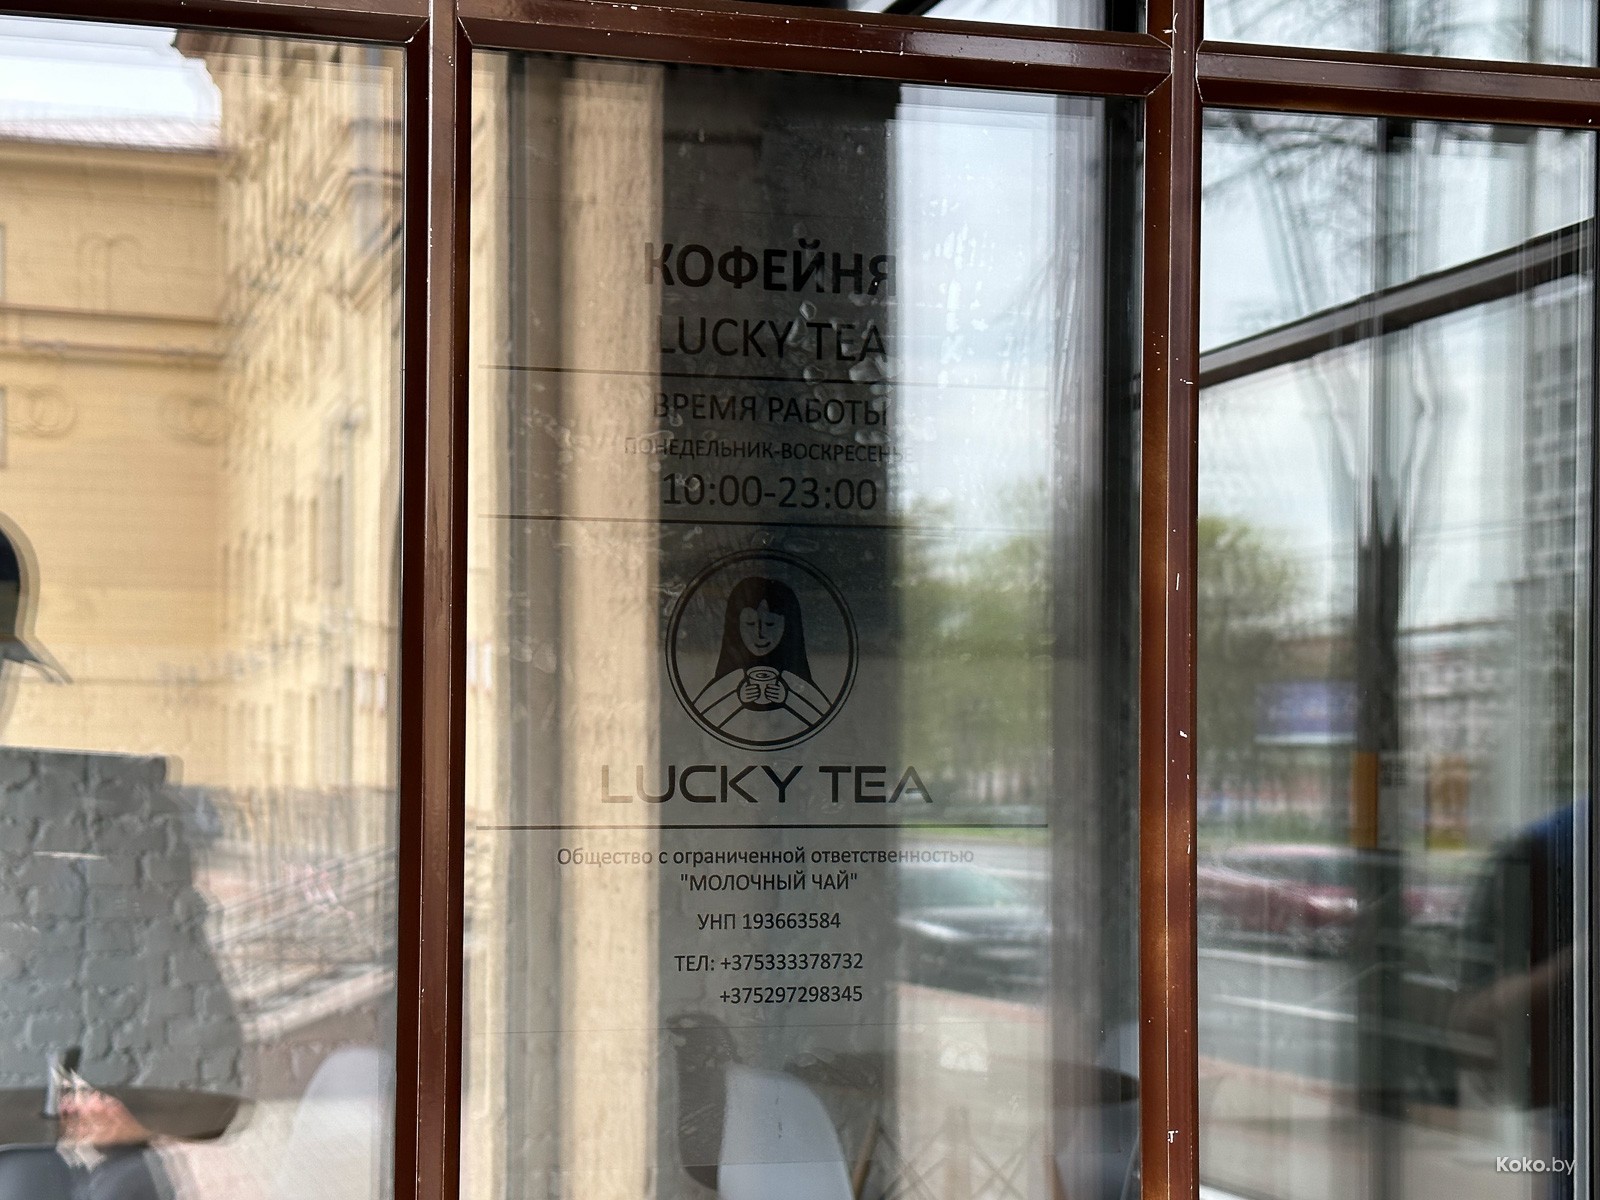 КОФЕЙНЯ
LUCKY TEA
ВРЕМЯ РАБОТЫ
ПОНЕДЕЛЬНИК-ВОСКРЕСЕНЬЕ
10:00-23:00
LUCKY TEA
Общество с ограниченной ответственностью
"МОЛОЧНЫЙ ЧАЙ"
УНП 193663584
ТЕЛ: +375333378732
+375297298345
Koko.by